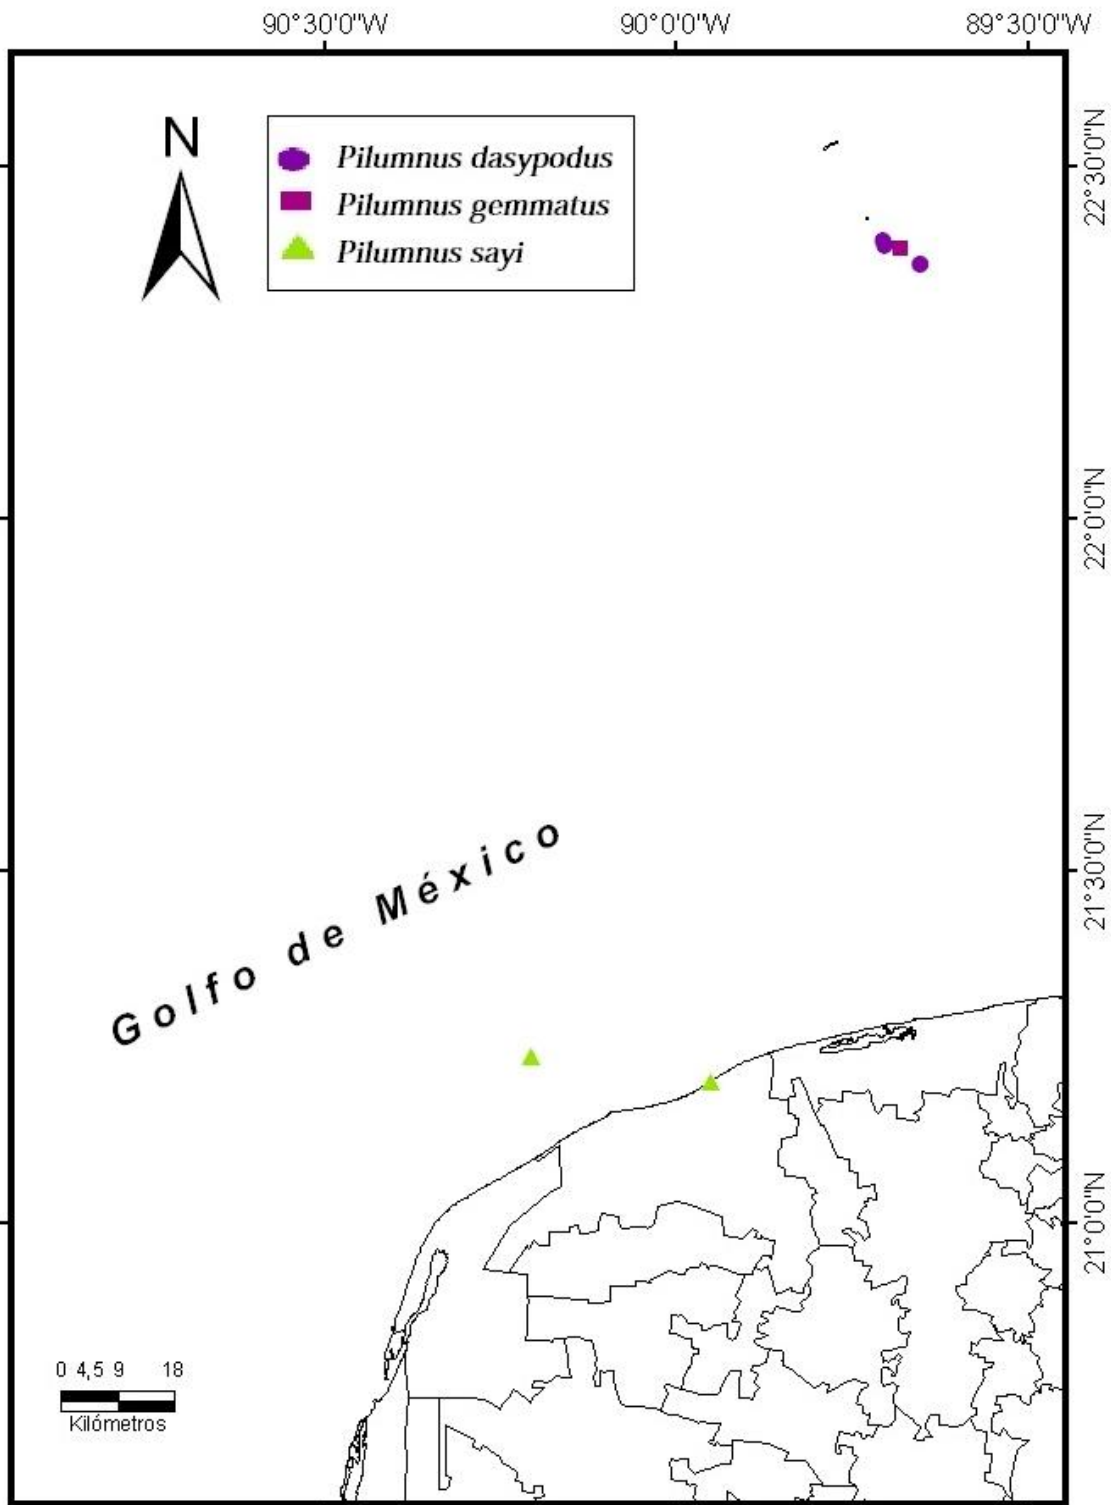 90°30'0"W 90°0'0"W 89°30'0"W
N
Pilumnus dasypodus
Pilumnus gemmatus
Pilumnus sayi
22°30'0"N
22°0'0"N
21°30'0"N
Golfo de México
21°0'0"N
0 4,5 9 18
Kilómetros